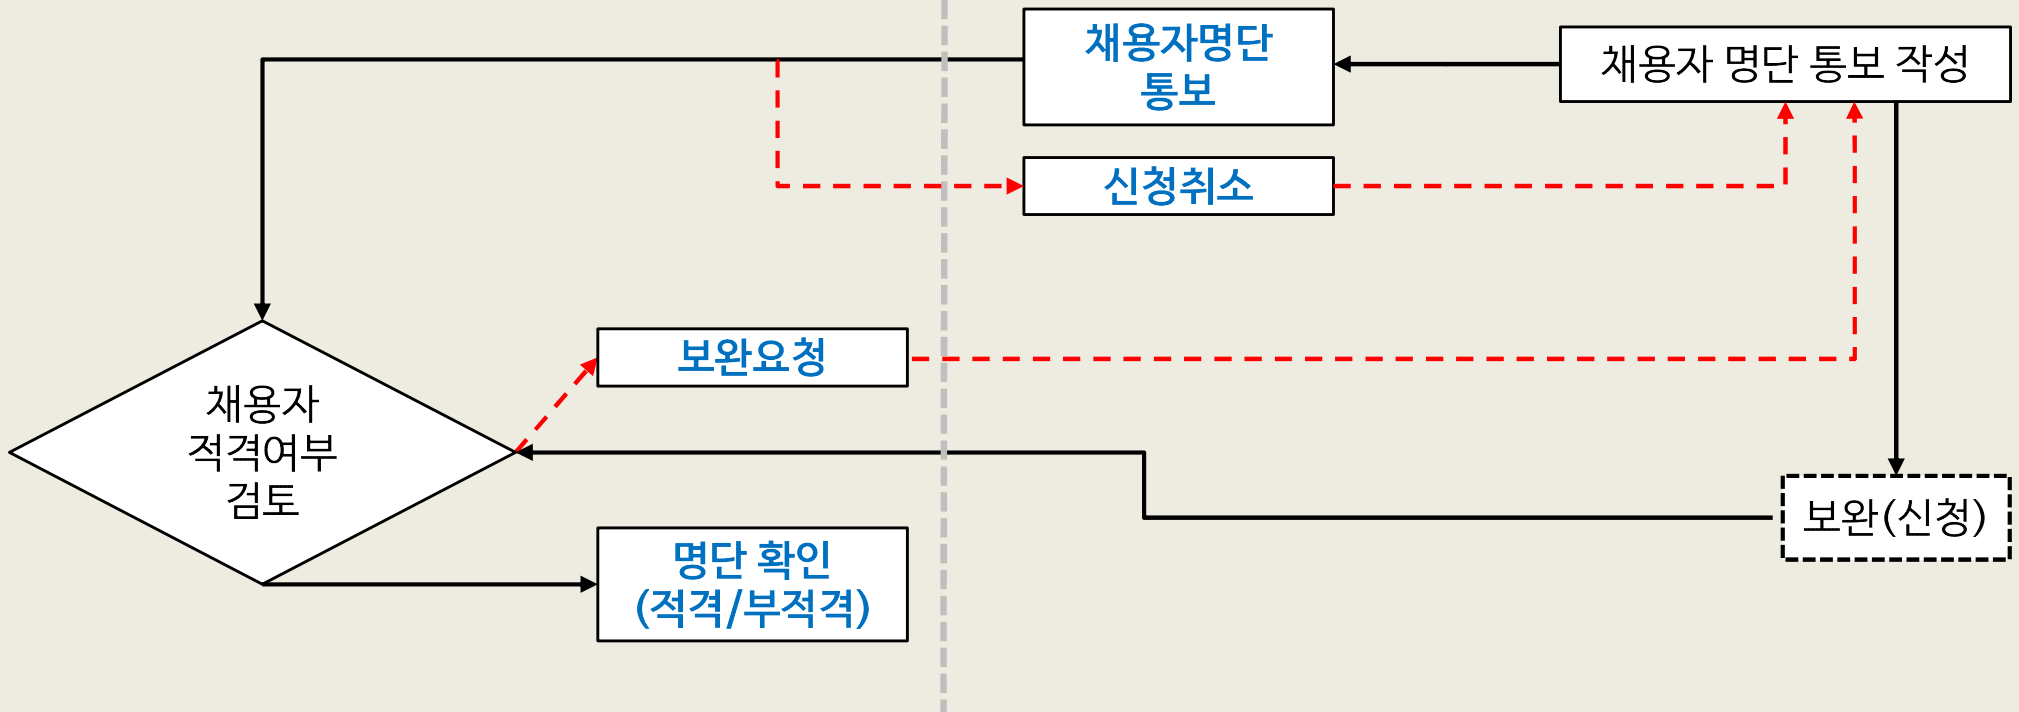 채용자명단
통보
채용자 명단 통보 작성
신청취소
보완요청
채용자
적격여부
검토
보완(신청)
명단 확인
(적격/부적격)